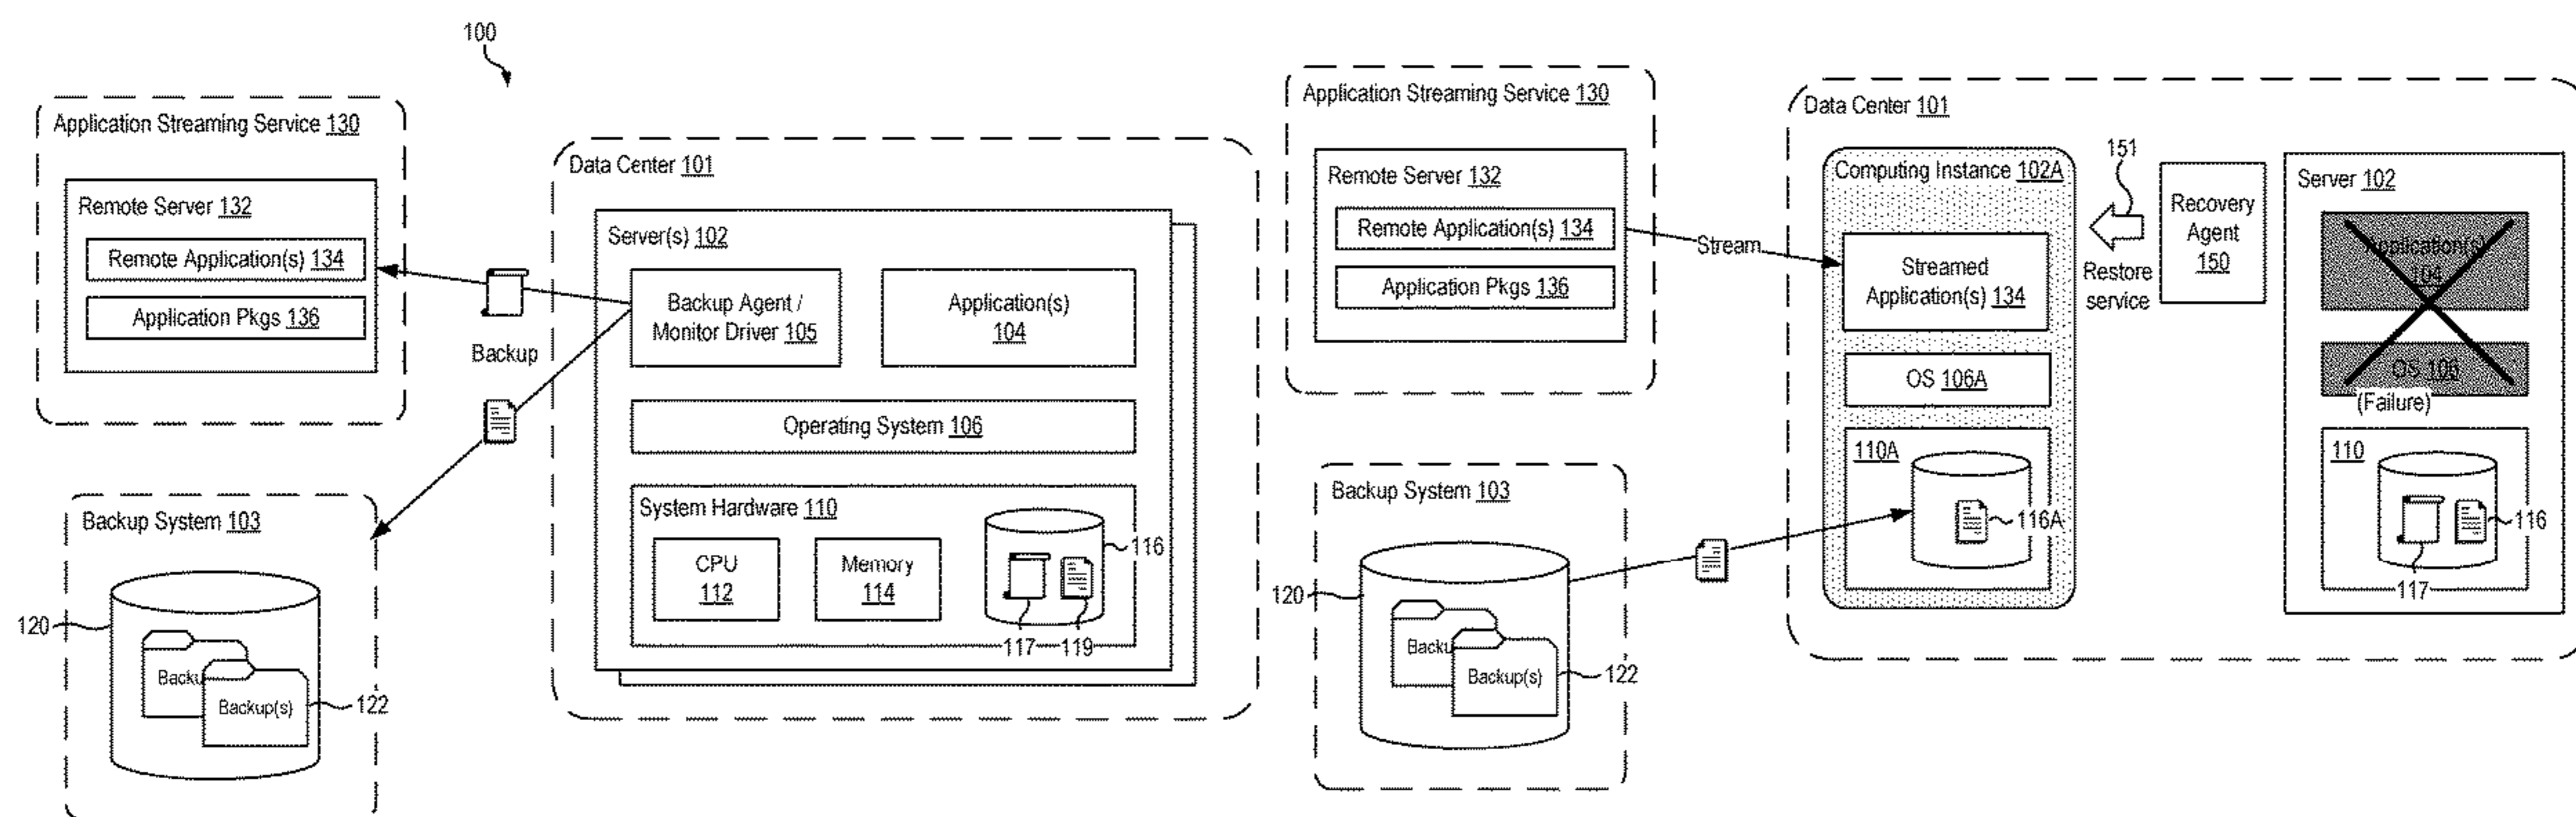 100
Application Streaming Service 130
Remote Server 132
Remote Application(s) 134
Application Pkgs 136
Backup
Backup System 103
120
Backu
Backup(s)
122
Data Center 101
Server(s) 102
Backup Agent /
Monitor Driver 105
Application(s)
104
Operating System 106
System Hardware 110
CPU
112
Memory
114
116
117
119
Application Streaming Service 130
Remote Server 132
Remote Application(s) 134
Application Pkgs 136
Stream
Backup System 103
120
Backu
Backup(s)
122
Data Center 101
Computing Instance 102A
Streamed
Application(s) 134
OS 106A
110A
116A
151
Restore
service
Recovery
Agent
150
Server 102
Application(s)
104
OS 106
(Failure)
110
116
117